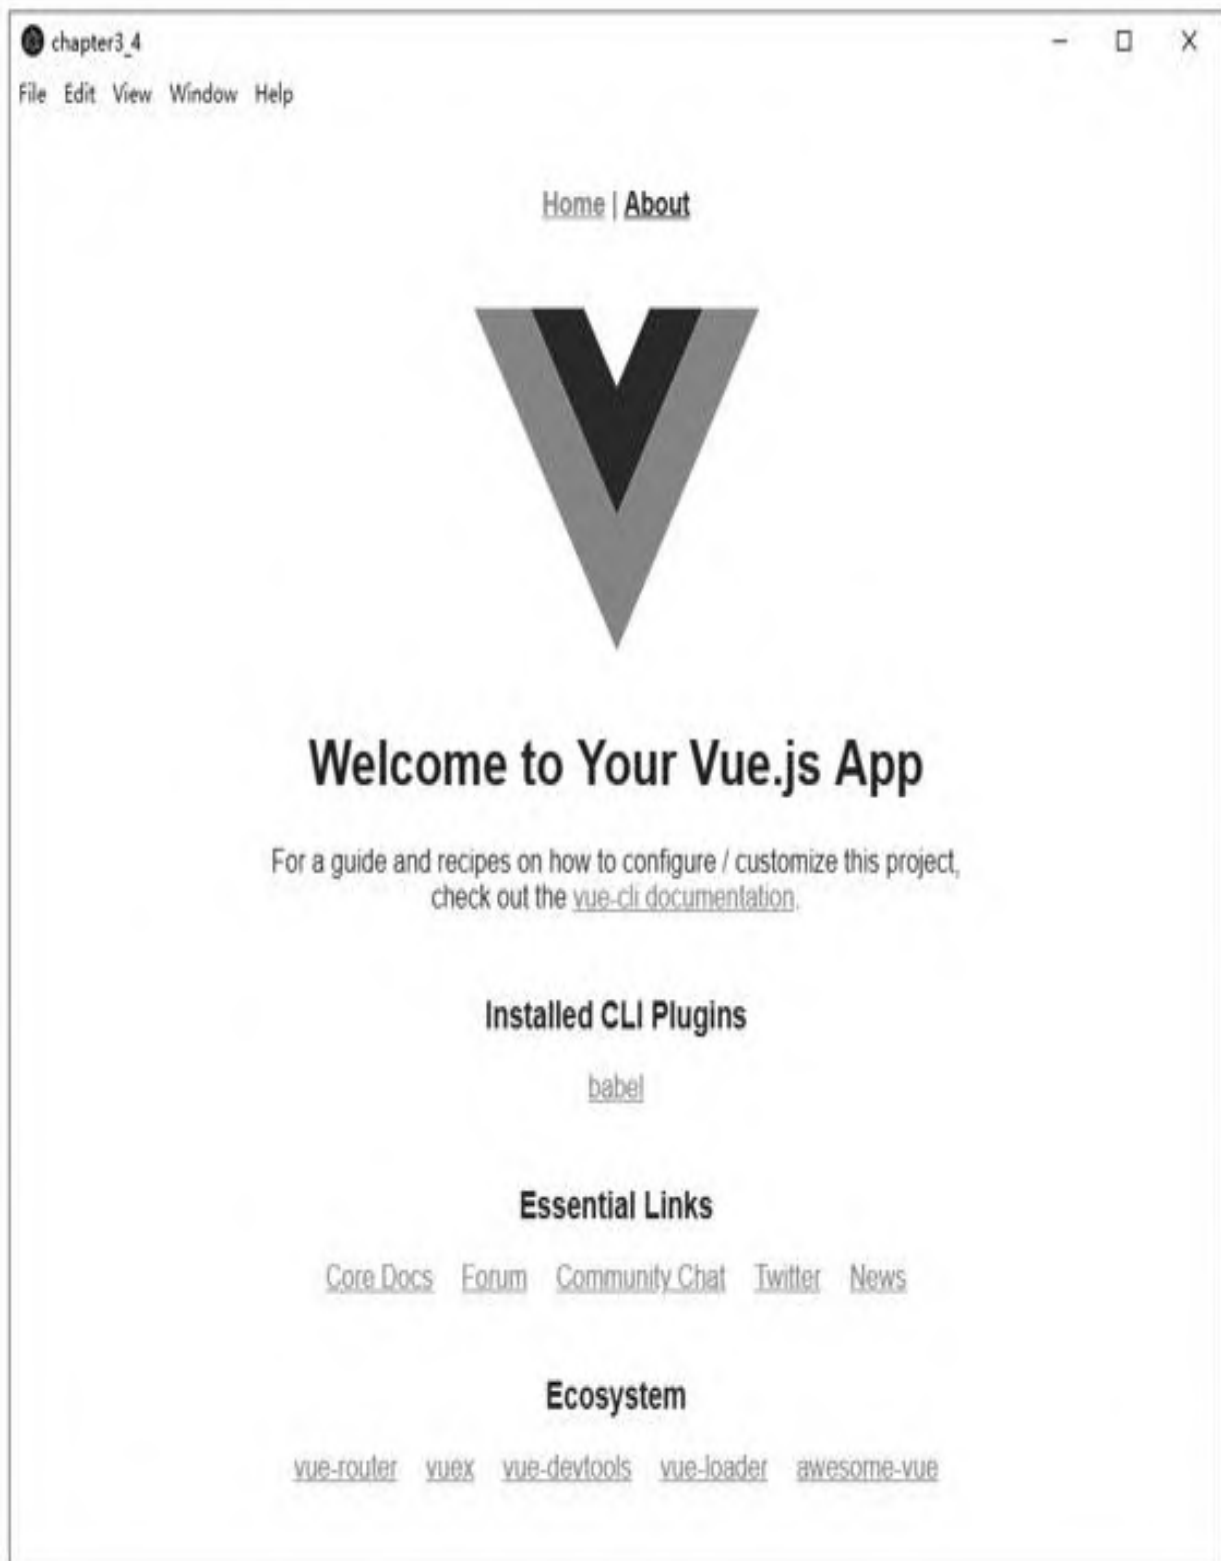 chapter3_4
File Edit View Window Help
Home | About
Welcome to Your Vue.js App
For a guide and recipes on how to configure / customize this project,
check out the vue-cli documentation.
Installed CLI Plugins
babel
Essential Links
Core Docs Forum Community Chat Twitter News
Ecosystem
vue-router vuex vue-devtools vue-loader awesome-vue